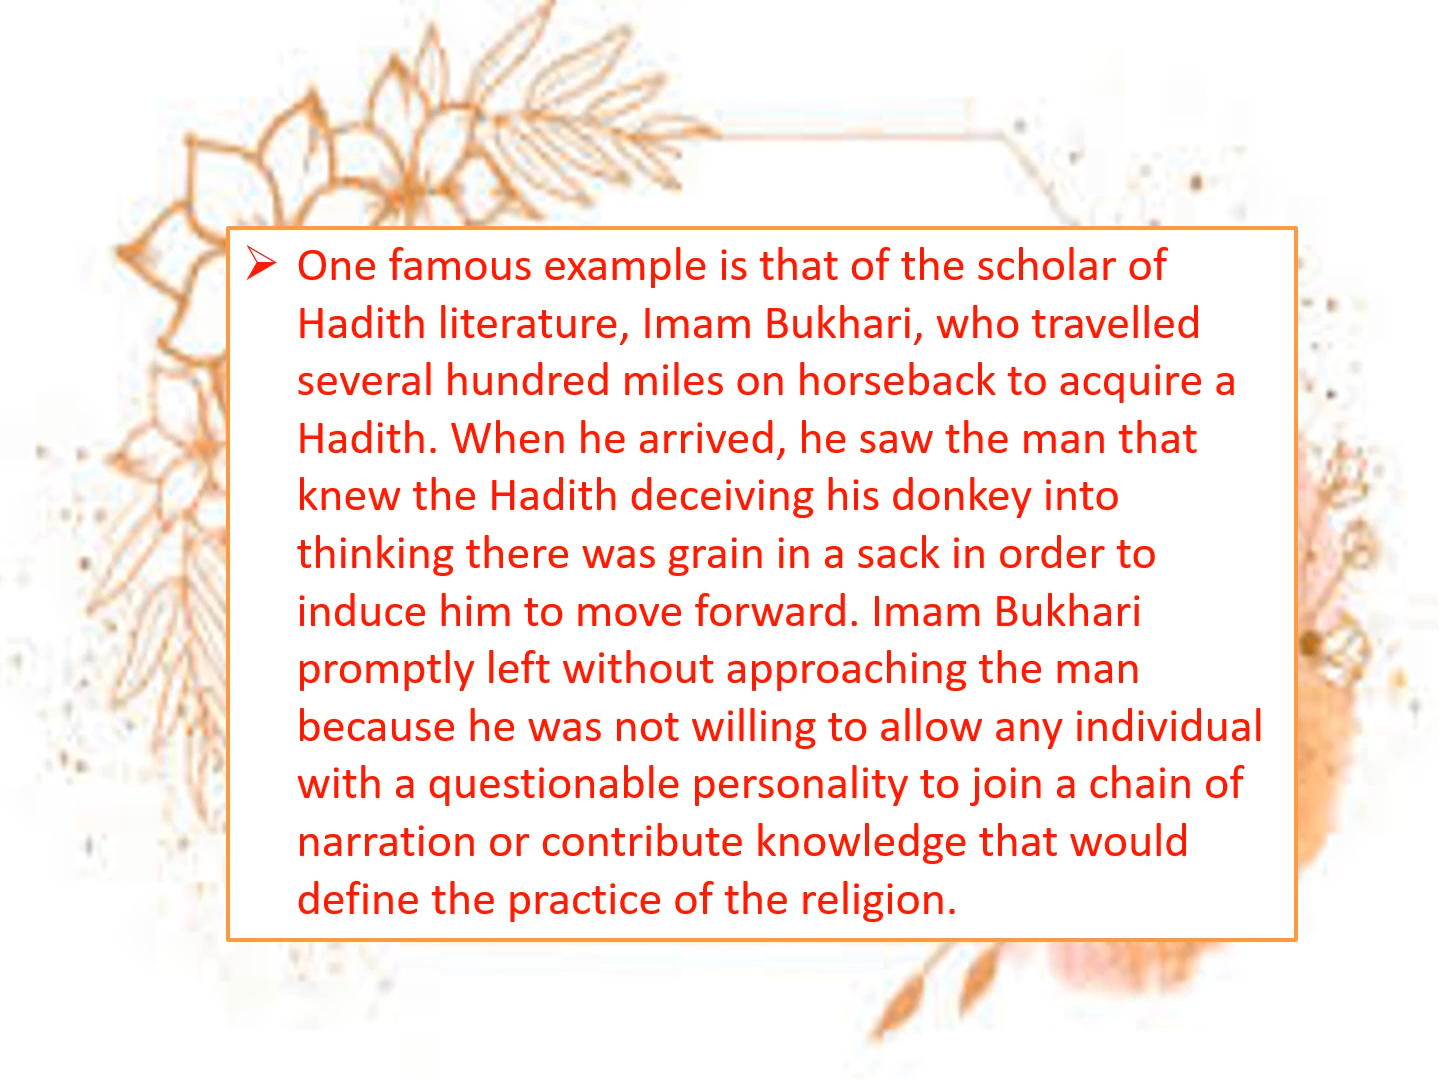 ➢ One famous example is that of the scholar of
Hadith literature, Imam Bukhari, who travelled
several hundred miles on horseback to acquire a
Hadith. When he arrived, he saw the man that
knew the Hadith deceiving his donkey into
thinking there was grain in a sack in order to
induce him to move forward. Imam Bukhari
promptly left without approaching the man
because he was not willing to allow any individual
with a questionable personality to join a chain of
narration or contribute knowledge that would
define the practice of the religion.